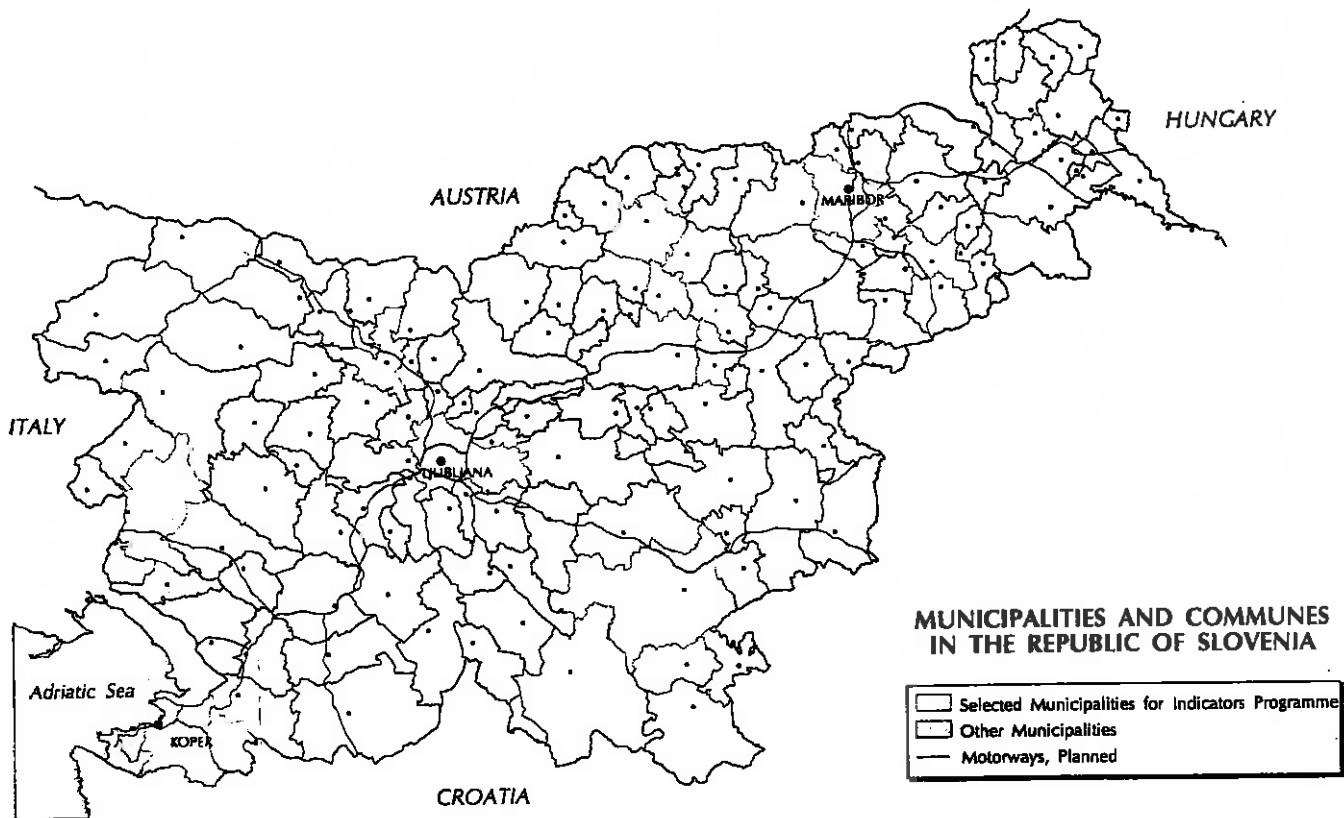 HUNGARY
AUSTRIA
MARIBOR
ITALY
LJUBLJANA
MUNICIPALITIES AND COMMUNES
IN THE REPUBLIC OF SLOVENIA
Adriatic Sea
Selected Municipalities for Indicators Programme
Other Municipalities
Motorways, Planned
KOPER
CROATIA